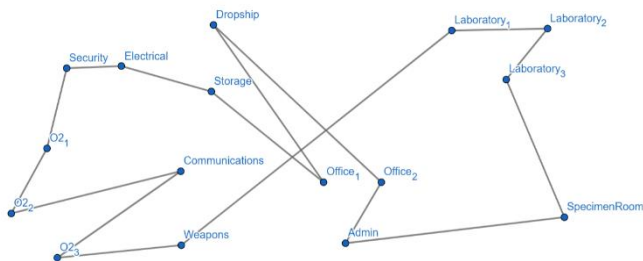 Dropship
Laboratory₁
Laboratory₂
Security
Electrical
Laboratory₃
Storage
O2₁
Communications
Office₁
Office₂
O2₂
SpecimenRoom
Weapons
Admin
O2₃